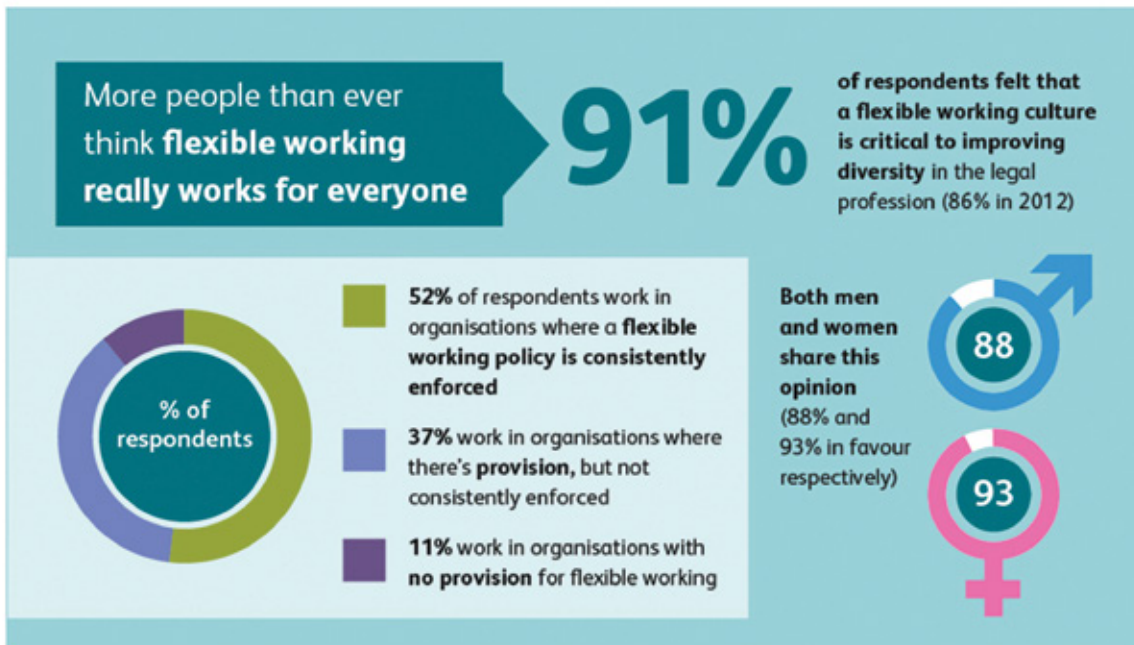 More people than ever
think flexible working
really works for everyone
91%
of respondents felt that
a flexible working culture
is critical to improving
diversity in the legal
profession (86% in 2012)
% of
respondents
52% of respondents work in
organisations where a flexible
working policy is consistently
enforced
37% work in organisations where
there's provision, but not
consistently enforced
11% work in organisations with
no provision for flexible working
Both men
and women
share this
opinion
(88% and
93% in favour
respectively)
88
93